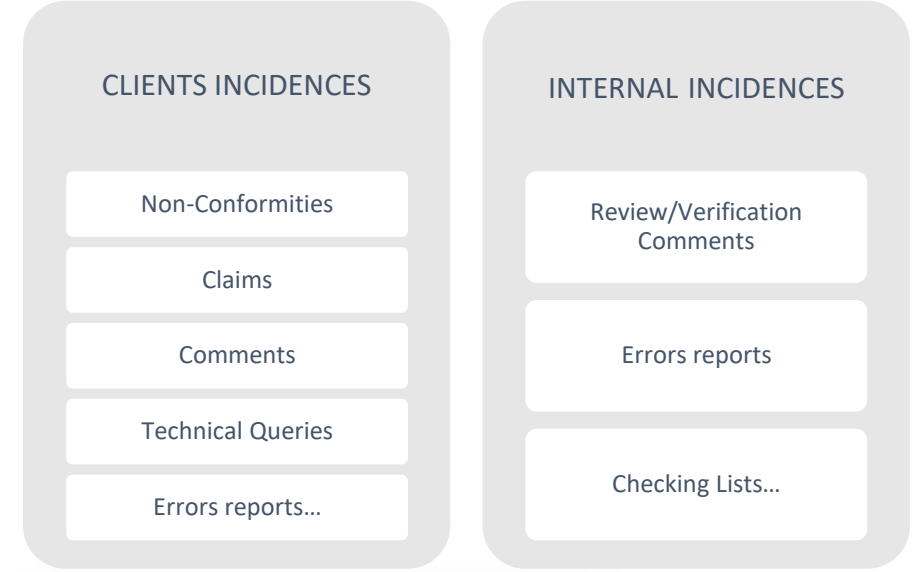 CLIENTS INCIDENCES
Non-Conformities
Claims
Comments
Technical Queries
Errors reports…
INTERNAL INCIDENCES
Review/Verification
Comments
Errors reports
Checking Lists…